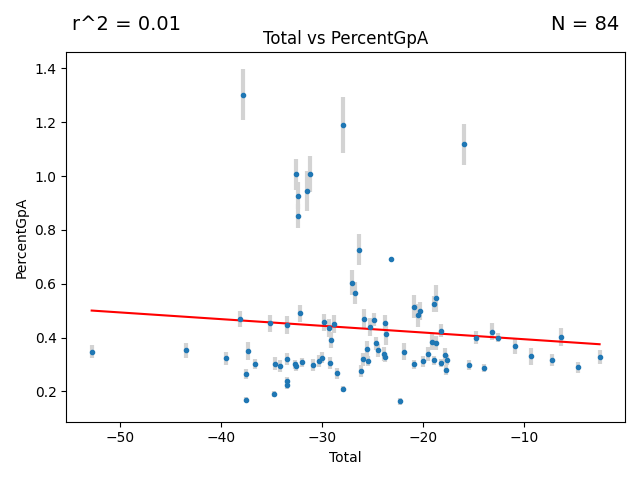 r^2 = 0.01
N = 84
Total vs PercentGpA
1.4
1.2
1.0
0.8
0.6
0.4
0.2
PercentGpA
−50
−40
−30
−20
−10
Total